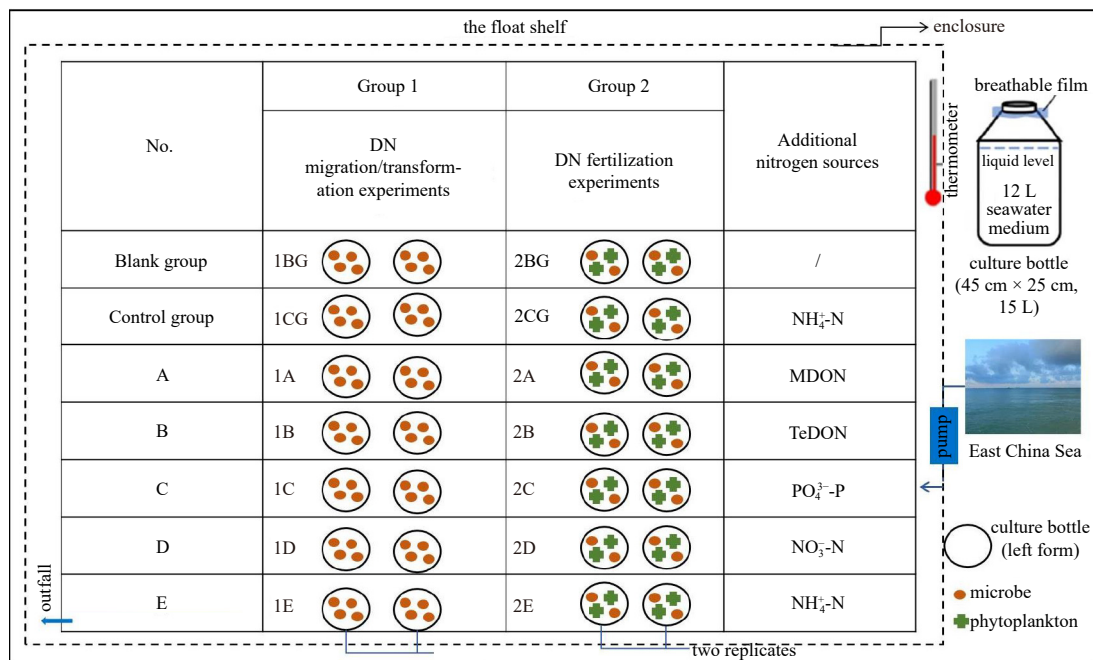 the float shelf
enclosure
No.
Group 1
Group 2
Additional
nitrogen sources
DN
migration/transform-
ation experiments
DN fertilization
experiments
Blank group
1BG
2BG
/
Control group
1CG
2CG
NH₄⁺-N
A
1A
2A
MDON
B
1B
2B
TeDON
C
1C
2C
PO₄³⁻-P
D
1D
2D
NO₃⁻-N
E
1E
2E
NH₄⁺-N
two replicates
outfall
thermometer
breathable film
liquid level
12 L
seawater
medium
culture bottle
(45 cm × 25 cm,
15 L)
pump
East China Sea
culture bottle
(left form)
microbe
phytoplankton